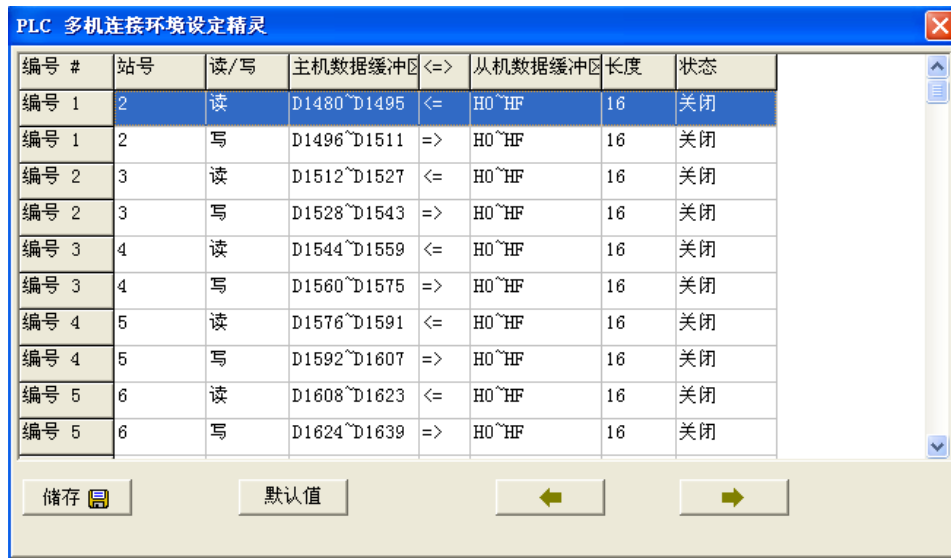 PLC 多机连接环境设定精灵
编号 # 站号 读/写 主机数据缓冲区 <=> 从机数据缓冲区 长度 状态
编号 1 2 读 D1480~D1495 <= H0~HF 16 关闭
编号 1 2 写 D1496~D1511 => H0~HF 16 关闭
编号 2 3 读 D1512~D1527 <= H0~HF 16 关闭
编号 2 3 写 D1528~D1543 => H0~HF 16 关闭
编号 3 4 读 D1544~D1559 <= H0~HF 16 关闭
编号 3 4 写 D1560~D1575 => H0~HF 16 关闭
编号 4 5 读 D1576~D1591 <= H0~HF 16 关闭
编号 4 5 写 D1592~D1607 => H0~HF 16 关闭
编号 5 6 读 D1608~D1623 <= H0~HF 16 关闭
编号 5 6 写 D1624~D1639 => H0~HF 16 关闭
储存 默认值